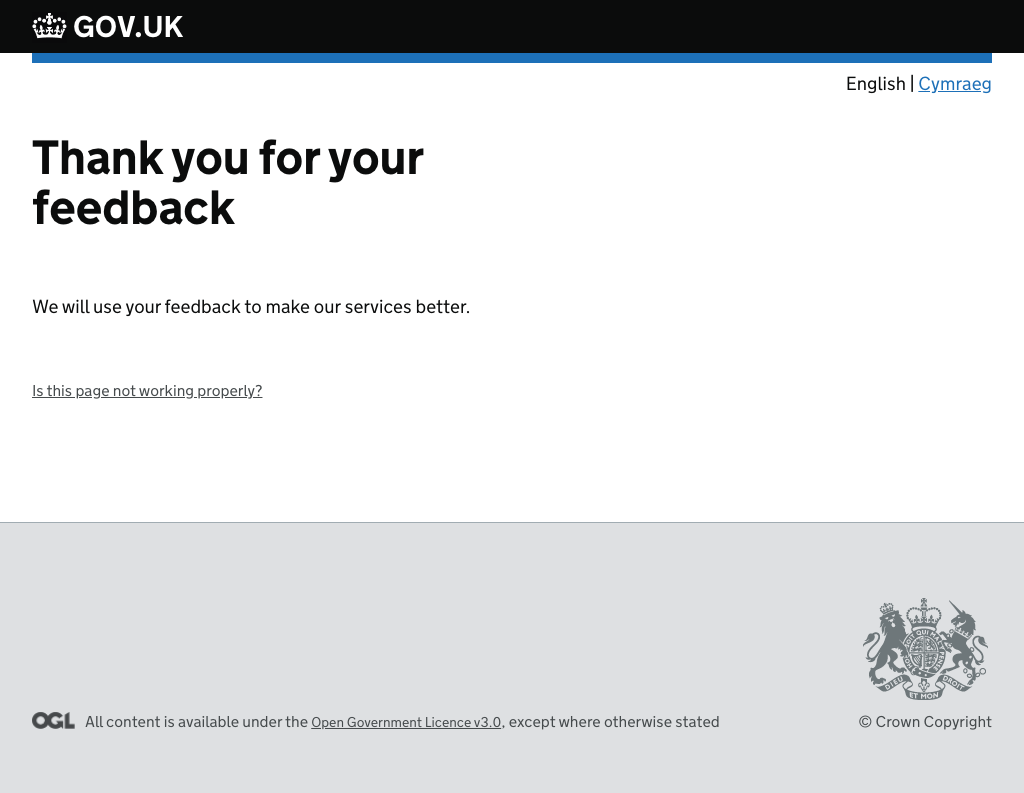 GOV.UK
English | Cymraeg
Thank you for your
feedback
We will use your feedback to make our services better.
Is this page not working properly?
DIEU ET MON DROIT
OGL All content is available under the Open Government Licence v3.0, except where otherwise stated
© Crown Copyright